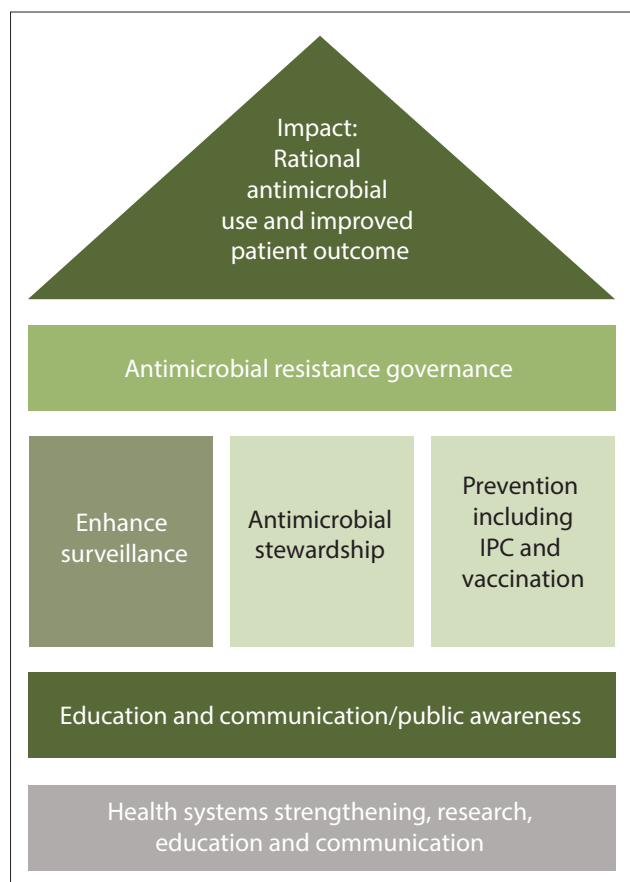 Impact:
Rational
antimicrobial
use and improved
patient outcome
Antimicrobial resistance governance
Enhance
surveillance
Antimicrobial
stewardship
Prevention
including
IPC and
vaccination
Education and communication/public awareness
Health systems strengthening, research,
education and communication